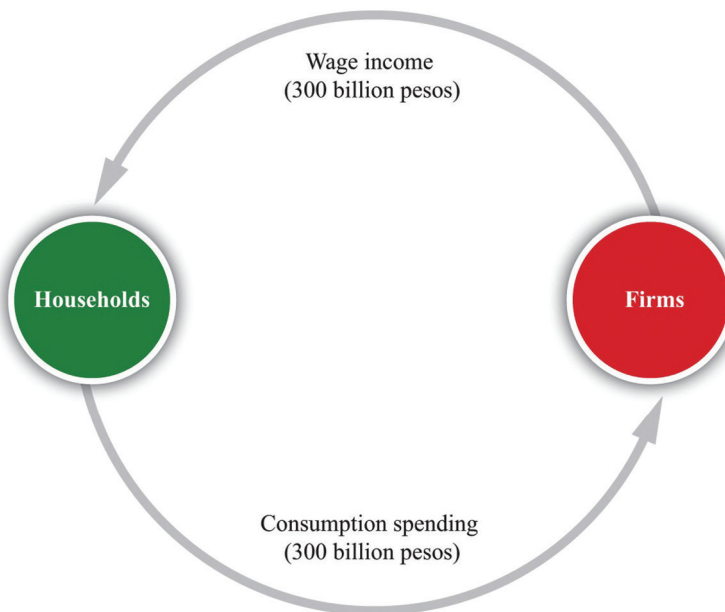 Wage income
(300 billion pesos)
Households
Firms
Consumption spending
(300 billion pesos)